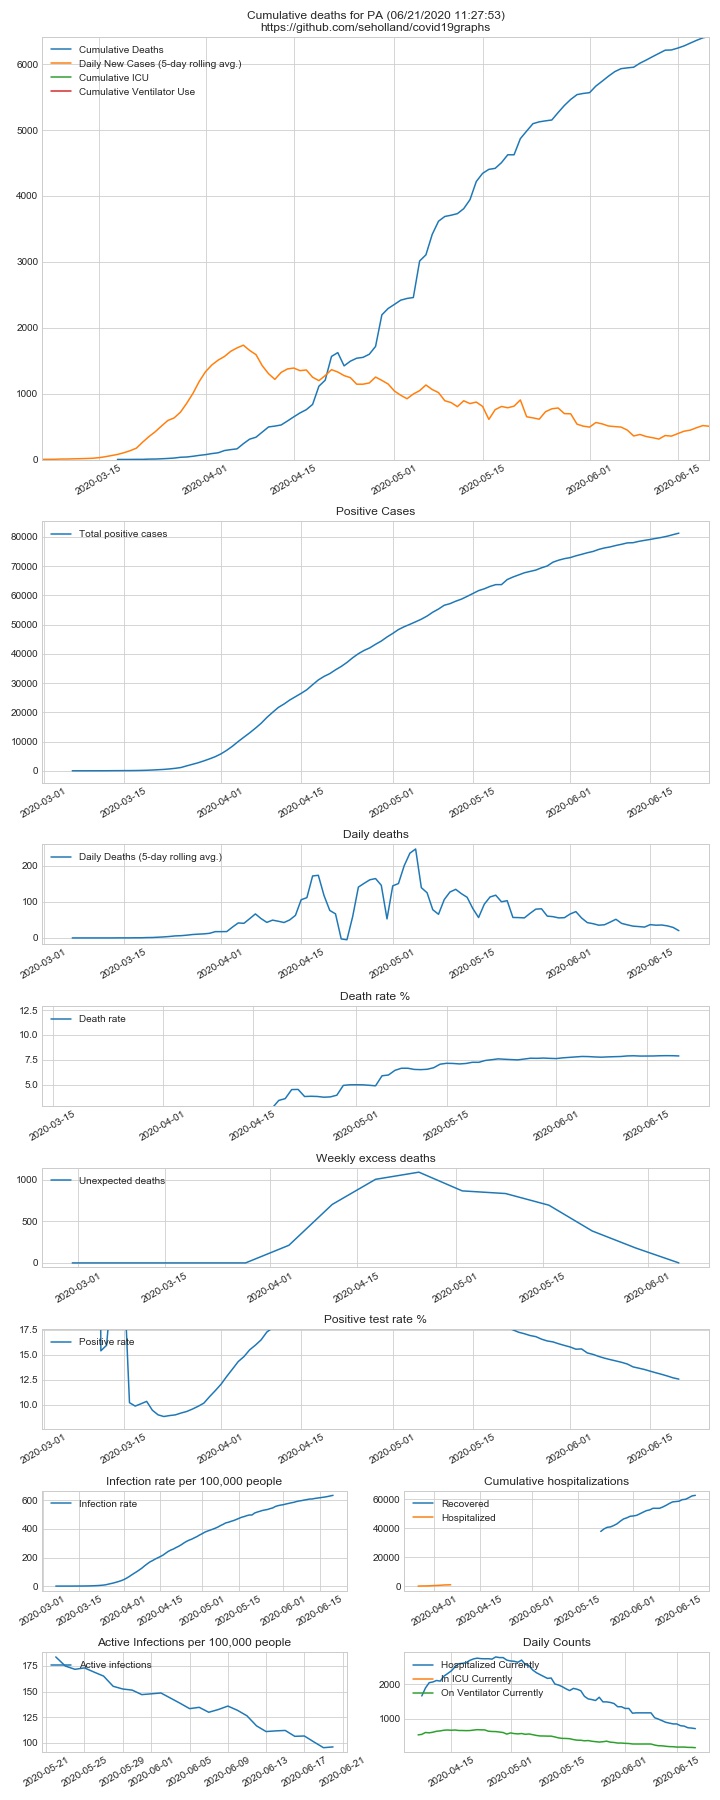 Cumulative deaths for PA (06/21/2020 11:27:53)
https://github.com/seholland/covid19graphs
Cumulative Deaths
Daily New Cases (5-day rolling avg.)
Cumulative ICU
Cumulative Ventilator Use
6000
5000
4000
3000
2000
1000
0
2020-03-15 2020-04-01 2020-04-15 2020-05-01 2020-05-15 2020-06-01 2020-06-15
Positive Cases
Total positive cases
80000
70000
60000
50000
40000
30000
20000
10000
0
2020-03-01 2020-03-15 2020-04-01 2020-04-15 2020-05-01 2020-05-15 2020-06-01 2020-06-15
Daily deaths
Daily Deaths (5-day rolling avg.)
200
100
0
2020-03-01 2020-03-15 2020-04-01 2020-04-15 2020-05-01 2020-05-15 2020-06-01 2020-06-15
Death rate %
Death rate
12.5
10.0
7.5
5.0
2020-03-15 2020-04-01 2020-04-15 2020-05-01 2020-05-15 2020-06-01 2020-06-15
Weekly excess deaths
Unexpected deaths
1000
500
0
2020-03-01 2020-03-15 2020-04-01 2020-04-15 2020-05-01 2020-05-15 2020-06-01
Positive test rate %
Positive rate
17.5
15.0
12.5
10.0
2020-03-01 2020-03-15 2020-04-01 2020-04-15 2020-05-01 2020-05-15 2020-06-01 2020-06-15
Infection rate per 100,000 people
Infection rate
600
400
200
0
2020-03-01 2020-03-15 2020-04-01 2020-04-15 2020-05-01 2020-05-15 2020-06-01 2020-06-15
Cumulative hospitalizations
Recovered
Hospitalized
60000
40000
20000
0
2020-04-01 2020-04-15 2020-05-01 2020-05-15 2020-06-01 2020-06-15
Active Infections per 100,000 people
Active infections
175
150
125
100
2020-05-21 2020-05-25 2020-05-29 2020-06-01 2020-06-05 2020-06-09 2020-06-13 2020-06-17 2020-06-21
Daily Counts
Hospitalized Currently
In ICU Currently
On Ventilator Currently
2000
1000
2020-04-15 2020-05-01 2020-05-15 2020-06-01 2020-06-15